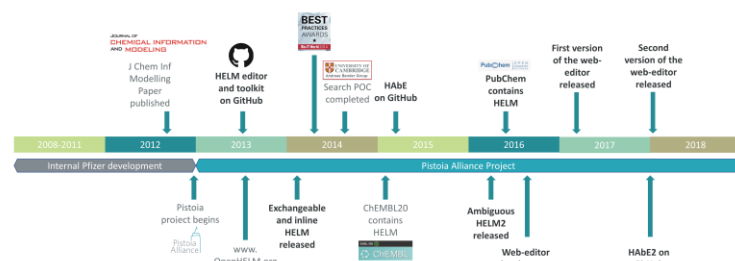 JOURNAL OF
CHEMICAL INFORMATION
AND MODELING
J Chem Inf
Modelling
Paper
published
HELM editor
and toolkit
on GitHub
BEST
PRACTICES
AWARDS
UNIVERSITY OF
CAMBRIDGE
Search POC
completed
HAbE
on GitHub
PubChem
PubChem
contains
HELM
First version
of the web-
editor
released
Second
version of the
web-editor
released
2008-2011
2012
2013
2014
2015
2016
2017
2018
Internal Pfizer development
Pistoia Alliance Project
Pistoia
project begins
Pistoia
Alliance
www.
Exchangeable
and inline
HELM
released
ChEMBL20
contains
HELM
ChEMBL
Ambiguous
HELM2
released
Web-editor
HAbE2 on